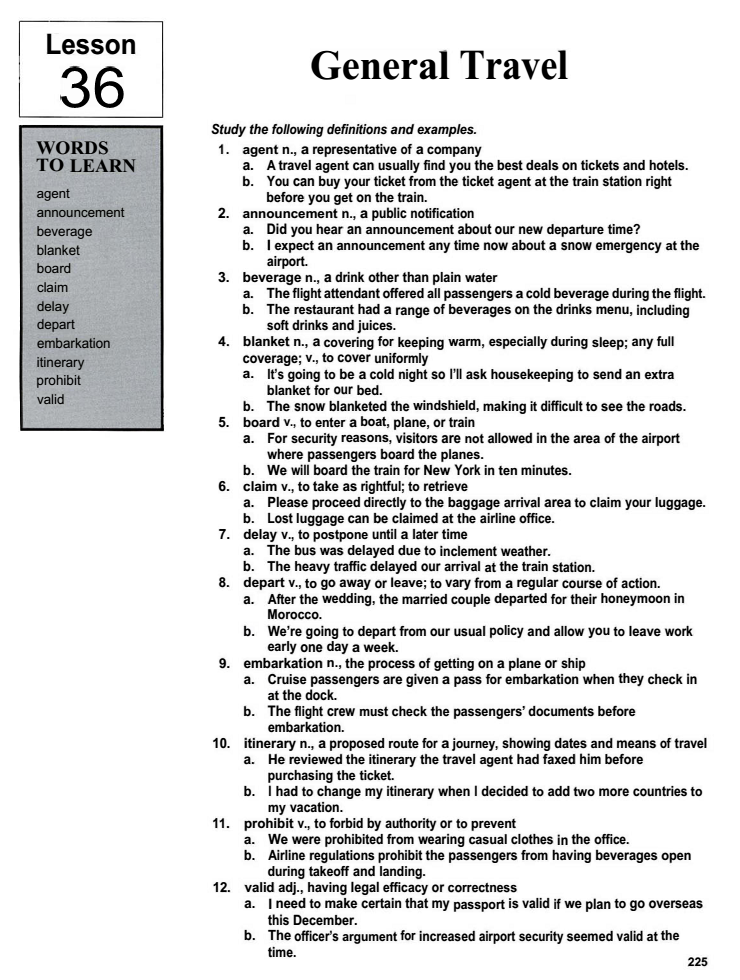 Lesson
36
General Travel
WORDS
TO LEARN
agent
announcement
beverage
blanket
board
claim
delay
depart
embarkation
itinerary
prohibit
valid
Study the following definitions and examples.
1. agent n., a representative of a company
a. A travel agent can usually find you the best deals on tickets and hotels.
b. You can buy your ticket from the ticket agent at the train station right
before you get on the train.
2. announcement n., a public notification
a. Did you hear an announcement about our new departure time?
b. I expect an announcement any time now about a snow emergency at the
airport.
3. beverage n., a drink other than plain water
a. The flight attendant offered all passengers a cold beverage during the flight.
b. The restaurant had a range of beverages on the drinks menu, including
soft drinks and juices.
4. blanket n., a covering for keeping warm, especially during sleep; any full
coverage; v., to cover uniformly
a. It's going to be a cold night so I'll ask housekeeping to send an extra
blanket for our bed.
b. The snow blanketed the windshield, making it difficult to see the roads.
5. board v., to enter a boat, plane, or train
a. For security reasons, visitors are not allowed in the area of the airport
where passengers board the planes.
b. We will board the train for New York in ten minutes.
6. claim v., to take as rightful; to retrieve
a. Please proceed directly to the baggage arrival area to claim your luggage.
b. Lost luggage can be claimed at the airline office.
7. delay v., to postpone until a later time
a. The bus was delayed due to inclement weather.
b. The heavy traffic delayed our arrival at the train station.
8. depart v., to go away or leave; to vary from a regular course of action.
a. After the wedding, the married couple departed for their honeymoon in
Morocco.
b. We're going to depart from our usual policy and allow you to leave work
early one day a week.
9. embarkation n., the process of getting on a plane or ship
a. Cruise passengers are given a pass for embarkation when they check in
at the dock.
b. The flight crew must check the passengers' documents before
embarkation.
10. itinerary n., a proposed route for a journey, showing dates and means of travel
a. He reviewed the itinerary the travel agent had faxed him before
purchasing the ticket.
b. I had to change my itinerary when I decided to add two more countries to
my vacation.
11. prohibit v., to forbid by authority or to prevent
a. We were prohibited from wearing casual clothes in the office.
b. Airline regulations prohibit the passengers from having beverages open
during takeoff and landing.
12. valid adj., having legal efficacy or correctness
a. I need to make certain that my passport is valid if we plan to go overseas
this December.
b. The officer's argument for increased airport security seemed valid at the
time.
225